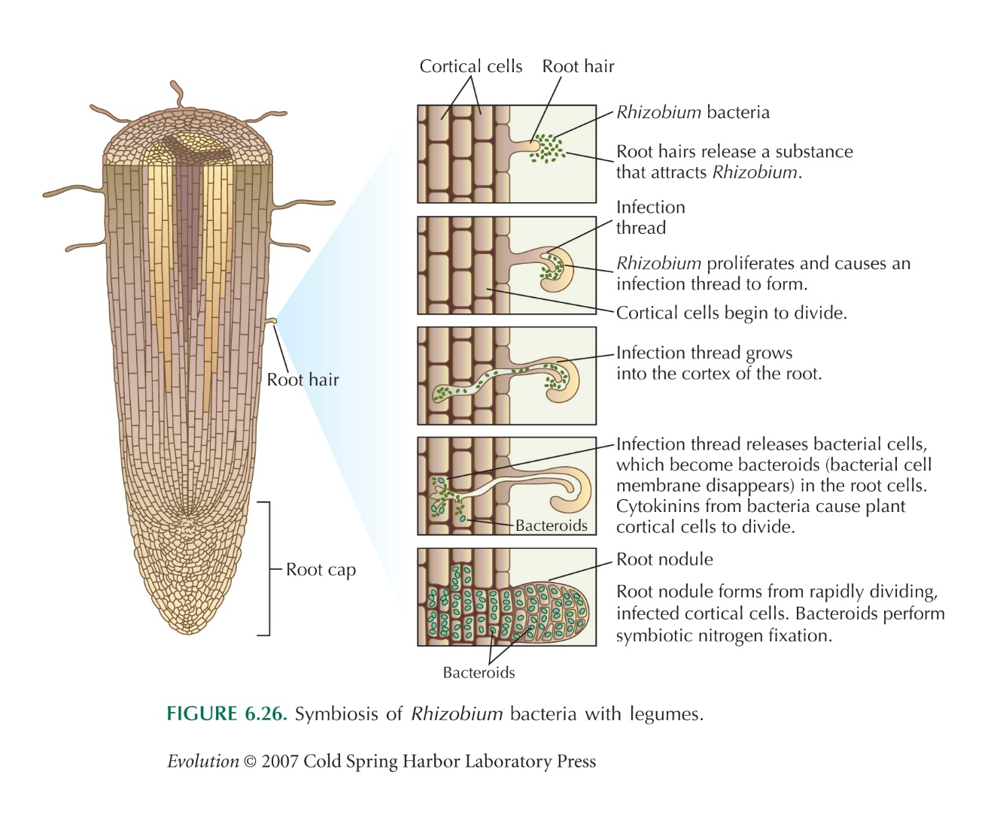 Cortical cells
Root hair
Rhizobium bacteria
Root hairs release a substance
that attracts Rhizobium.
Infection
thread
Rhizobium proliferates and causes an
infection thread to form.
Cortical cells begin to divide.
Infection thread grows
into the cortex of the root.
Root hair
Infection thread releases bacterial cells,
which become bacteroids (bacterial cell
membrane disappears) in the root cells.
Cytokinins from bacteria cause plant
cortical cells to divide.
Bacteroids
Root cap
Root nodule
Root nodule forms from rapidly dividing,
infected cortical cells. Bacteroids perform
symbiotic nitrogen fixation.
Bacteroids
FIGURE 6.26. Symbiosis of Rhizobium bacteria with legumes.
Evolution © 2007 Cold Spring Harbor Laboratory Press